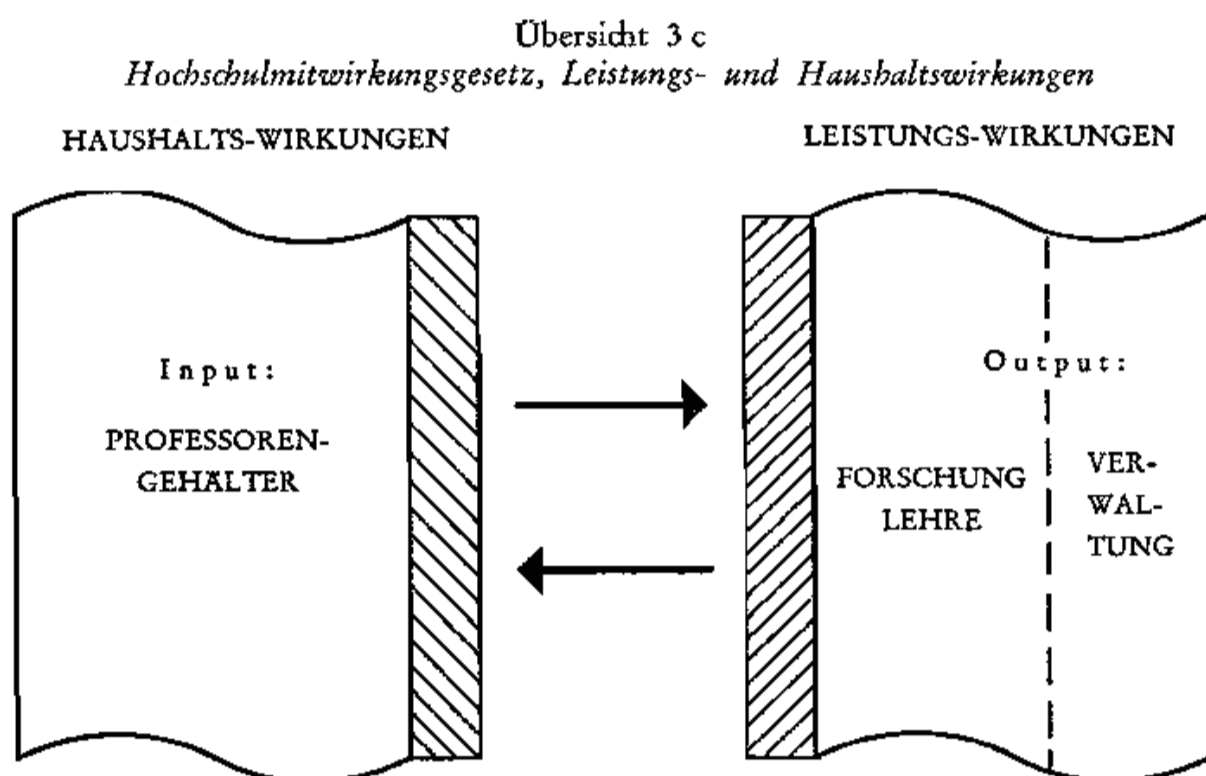 Übersicht 3 c
Hochschulmitwirkungsgesetz, Leistungs- und Haushaltswirkungen
HAUSHALTS-WIRKUNGEN
LEISTUNGS-WIRKUNGEN
Input:
PROFESSOREN-
GEHÄLTER
Output:
FORSCHUNG
LEHRE
VER-
WAL-
TUNG